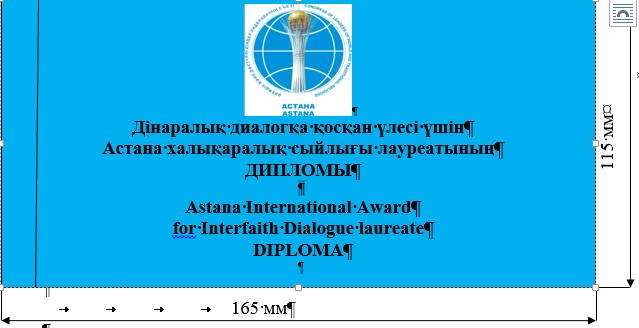 АСТАНА
ASTANA
Дінаралық диалогқа қосқан үлесі үшін
Астана халықаралық сыйлығы лауреатының
ДИПЛОМЫ
Astana International Award
for Interfaith Dialogue laureate
DIPLOMA
115 мм
165 мм